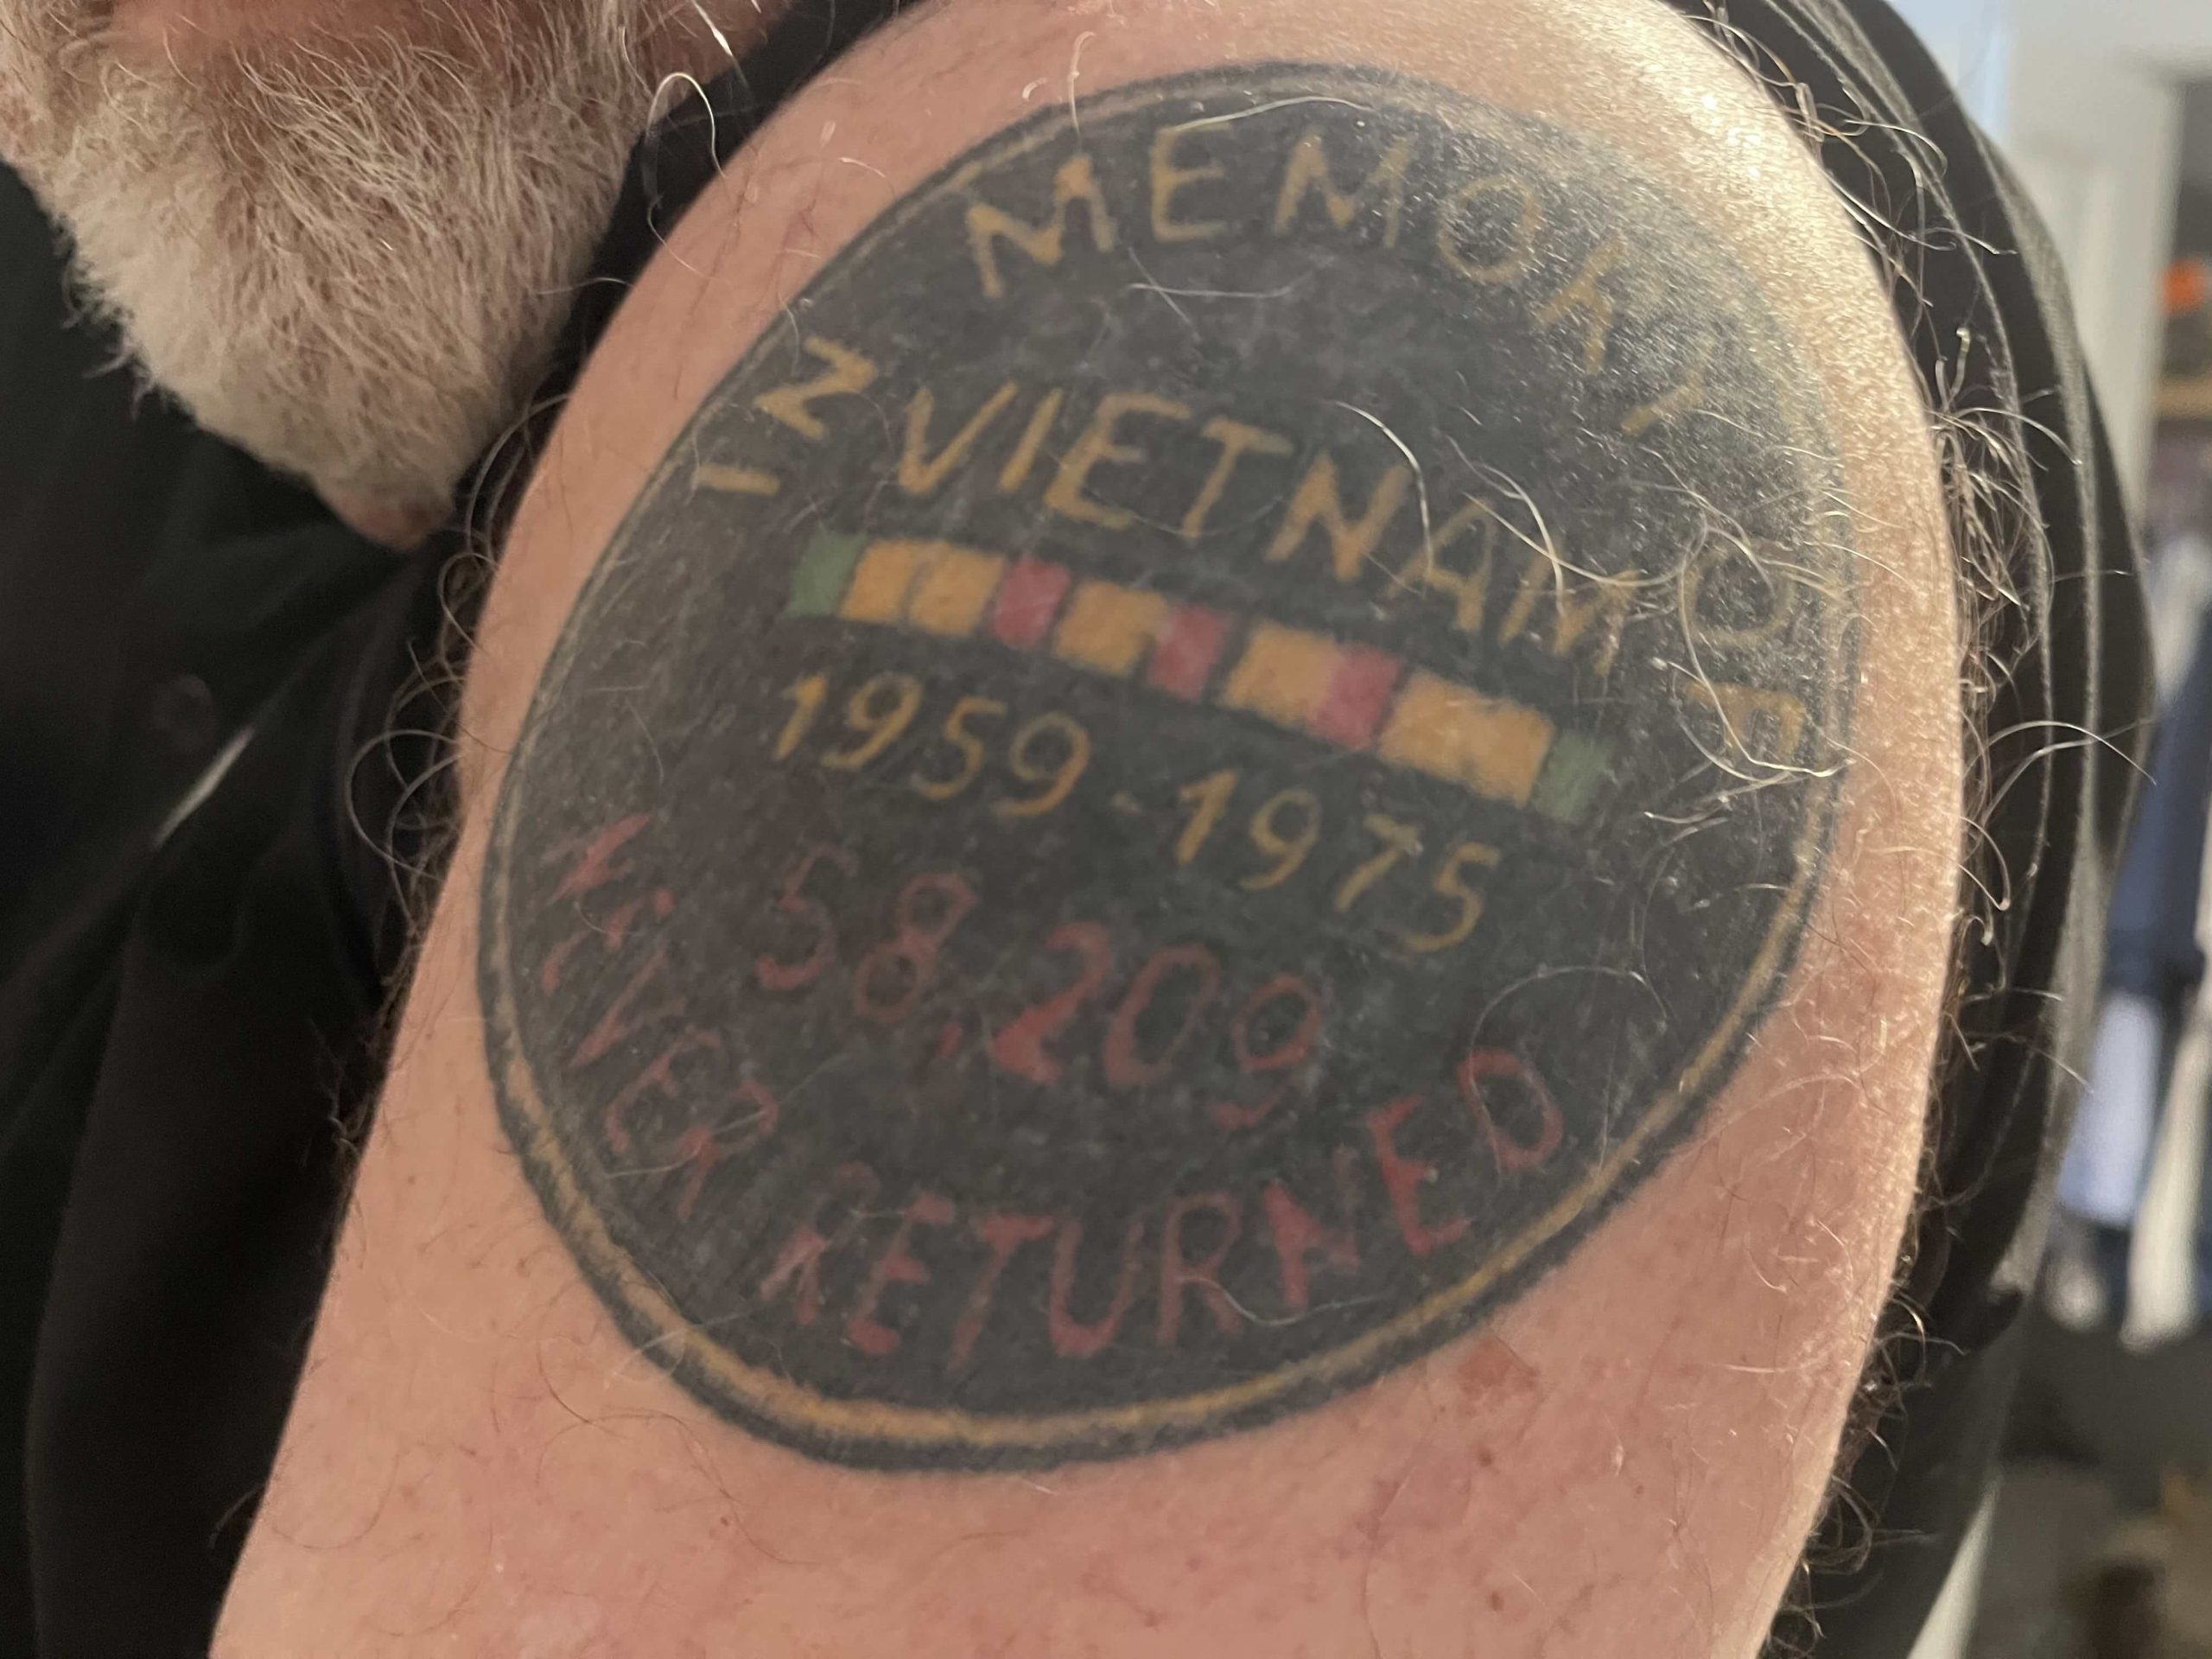 IN MEMORY OF
VIETNAM
1959-1975
58,209
NEVER RETURNED